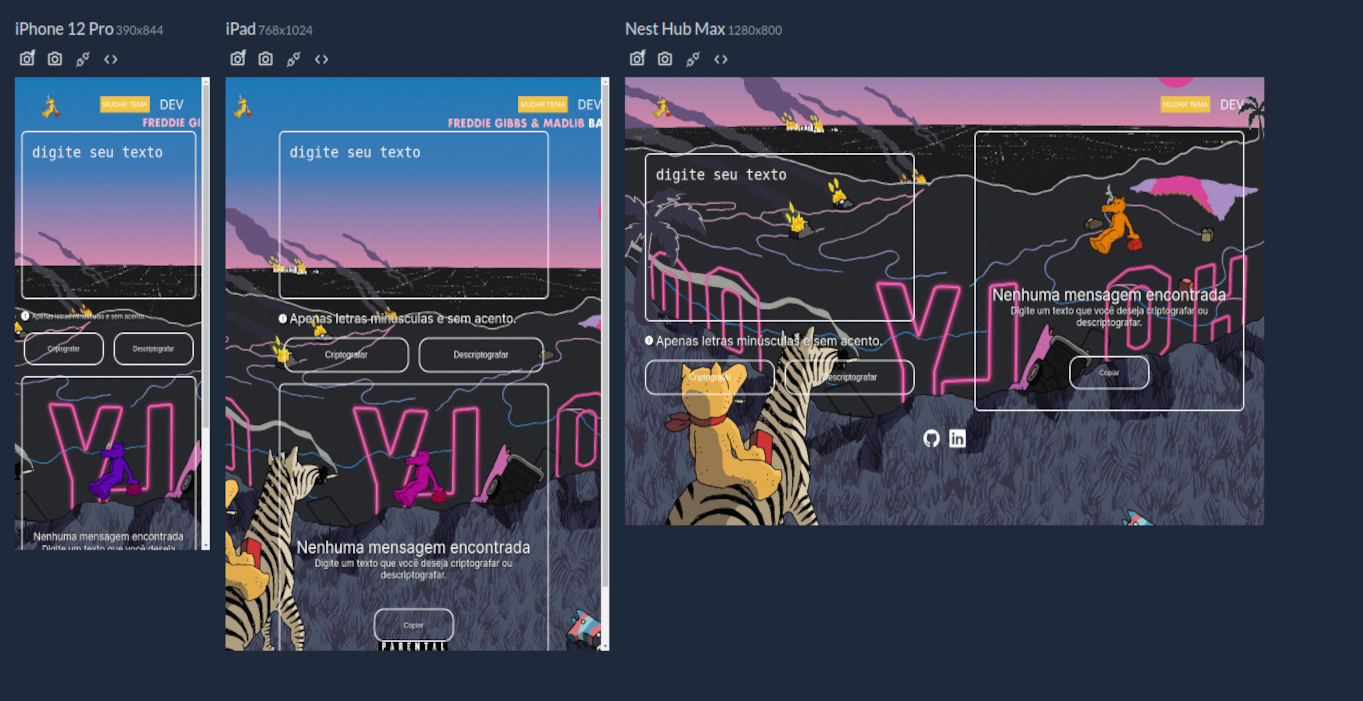 iPhone 12 Pro 390x844
MUDAR TEMA DEV
FREDDIE GI
digite seu texto
Apenas letras minúsculas e sem acento.
Criptografar Descriptografar
Nenhuma mensagem encontrada
Digite um texto que você deseja
iPad 768x1024
MUDAR TEMA DEV
FREDDIE GIBBS & MADLIB BA
digite seu texto
Apenas letras minúsculas e sem acento.
Criptografar Descriptografar
Nenhuma mensagem encontrada
Digite um texto que você deseja criptografar ou
descriptografar.
Copiar
PARENTAL
Nest Hub Max 1280x800
MUDAR TEMA DEV
digite seu texto
Apenas letras minúsculas e sem acento.
Criptografar Descriptografar
Nenhuma mensagem encontrada
Digite um texto que você deseja criptografar ou
descriptografar.
Copiar
in